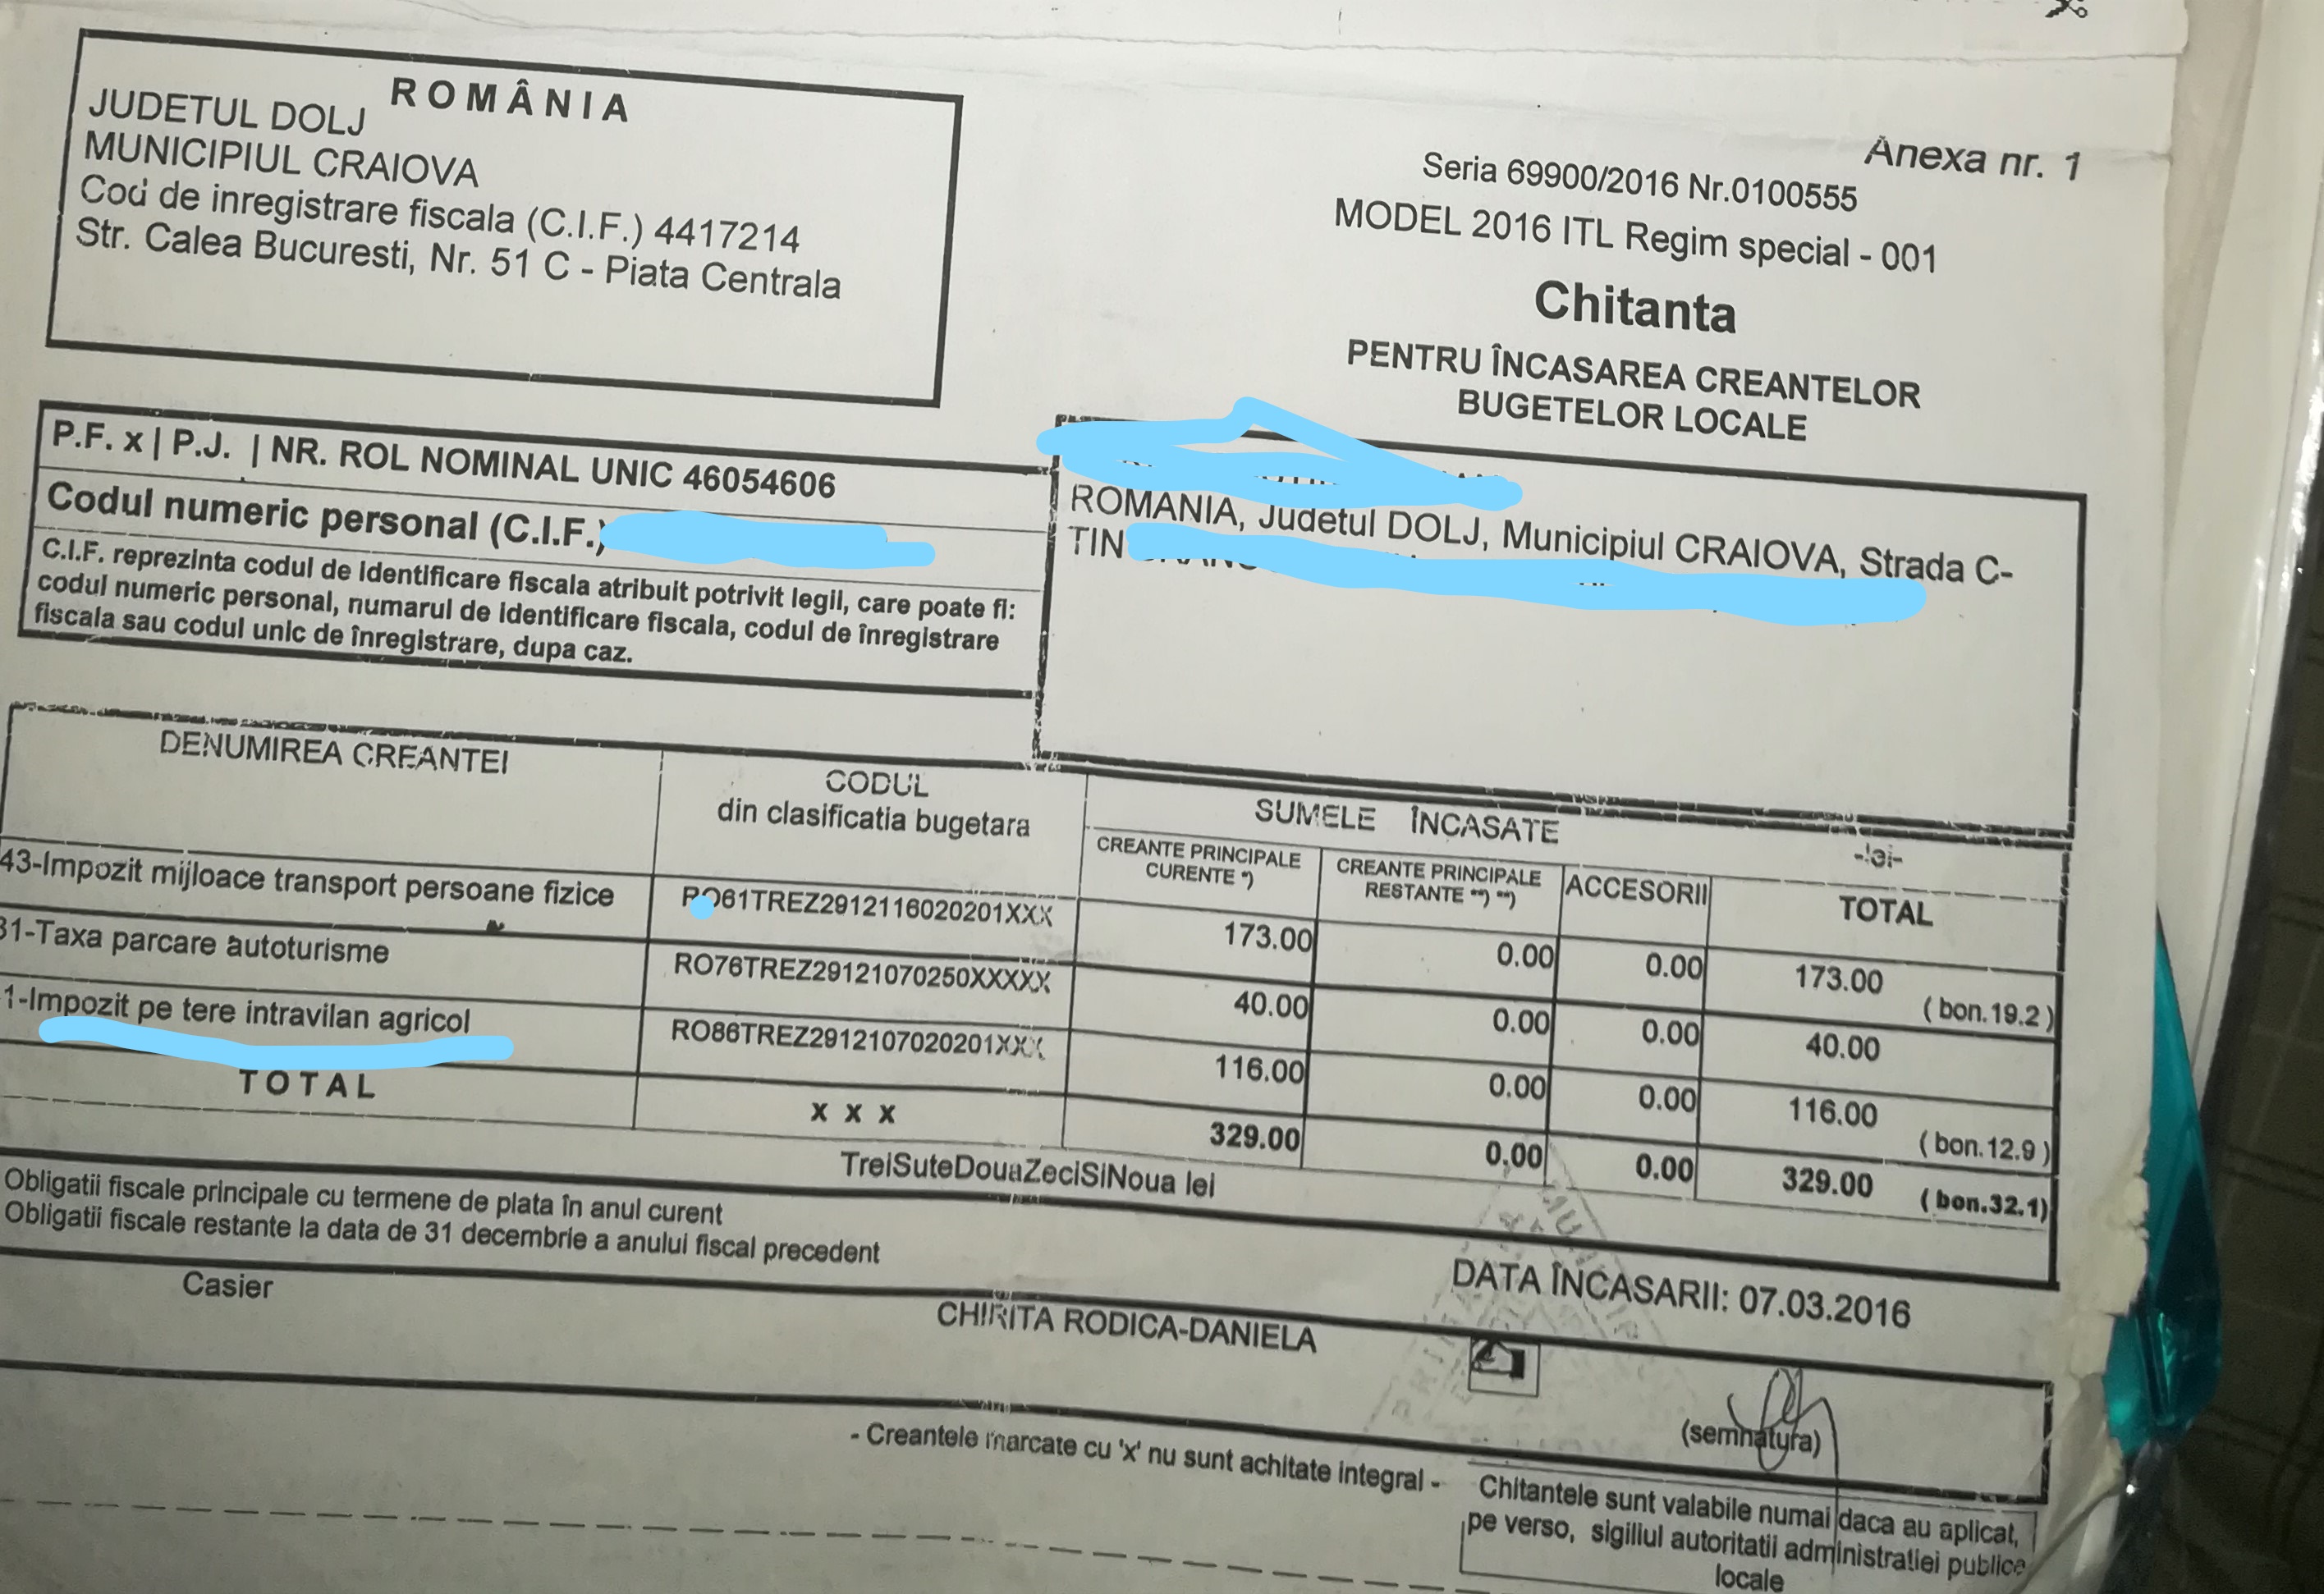 ROMÂNIA
JUDETUL DOLJ
MUNICIPIUL CRAIOVA
Cod de inregistrare fiscala (C.I.F.) 4417214
Str. Calea Bucuresti, Nr. 51 C - Piata Centrala
Anexa nr. 1
Seria 69900/2016 Nr.0100555
MODEL 2016 ITL Regim special - 001
Chitanta
PENTRU ÎNCASAREA CREANTELOR
BUGETELOR LOCALE
P.F. x | P.J. | NR. ROL NOMINAL UNIC 46054606
Codul numeric personal (C.I.F.)
C.I.F. reprezinta codul de identificare fiscala atribuit potrivit legii, care poate fi:
codul numeric personal, numarul de identificare fiscala, codul de înregistrare
fiscala sau codul unic de înregistrare, dupa caz.
ROMANIA, Judetul DOLJ, Municipiul CRAIOVA, Strada C-
TIN
DENUMIREA CREANTEI
CODUL
din clasificatia bugetara
SUMELE ÎNCASATE
-lei-
CREANTE PRINCIPALE
CURENTE *)
CREANTE PRINCIPALE
RESTANTE **) **)
ACCESORII
TOTAL
43-Impozit mijloace transport persoane fizice RO61TREZ2912116020201XXX 173.00 0.00 0.00 173.00 (bon.19.2)
31-Taxa parcare autoturisme RO76TREZ29121070250XXXXX 40.00 0.00 0.00 40.00
1-Impozit pe tere intravilan agricol RO86TREZ2912107020201XXX 116.00 0.00 0.00 116.00 (bon.12.9)
TOTAL x x x 329.00 0.00 0.00 329.00 (bon.32.1)
TreiSuteDouaZeciSiNoua lei
Obligatii fiscale principale cu termene de plata în anul curent
Obligatii fiscale restante la data de 31 decembrie a anului fiscal precedent
DATA ÎNCASARII: 07.03.2016
Casier
CHIRITA RODICA-DANIELA
(semnatura)
- Creantele marcate cu 'x' nu sunt achitate integral -
Chitantele sunt valabile numai daca au aplicat,
pe verso, sigiliul autoritatii administratiei publice
locale